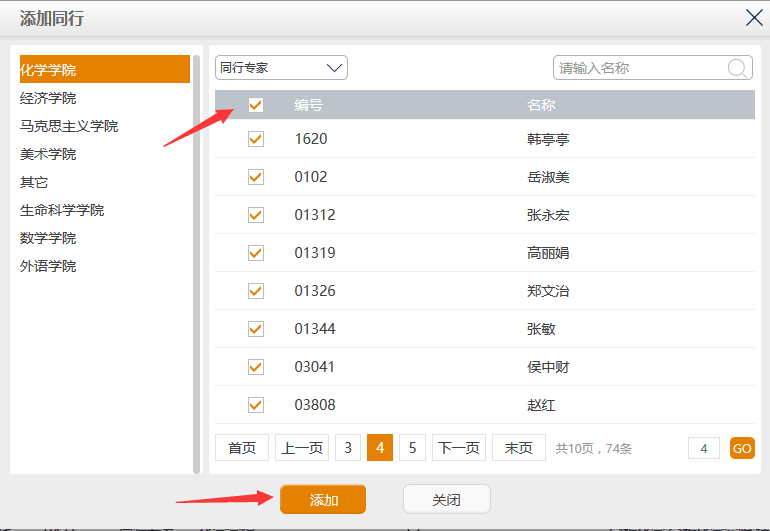 添加同行
化学学院
经济学院
马克思主义学院
美术学院
其它
生命科学学院
数学学院
外语学院
同行专家
请输入名称
编号 名称
1620 韩亭亭
0102 岳淑美
01312 张永宏
01319 高丽娟
01326 郑文治
01344 张敏
03041 侯中财
03808 赵红
首页 上一页 3 4 5 下一页 末页 共10页，74条 4 GO
添加 关闭